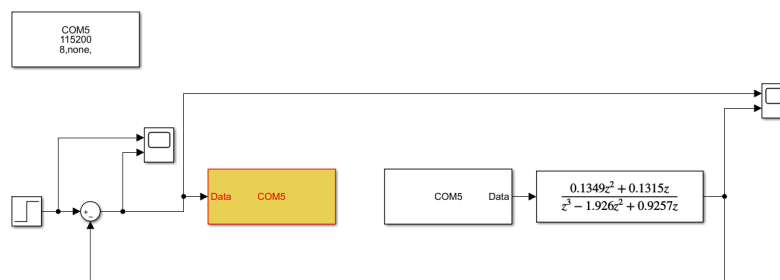 COM5
115200
8,none,
+
−
Data COM5
COM5 Data
0.1349z² + 0.1315z
z³ − 1.926z² + 0.9257z